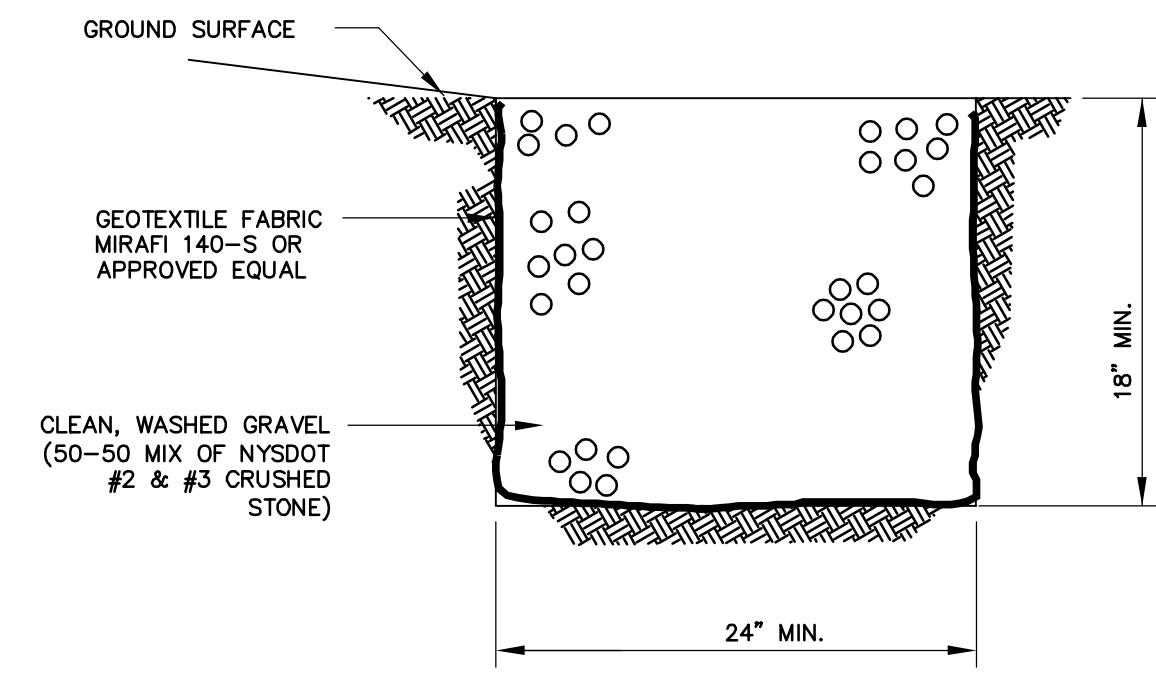 GROUND SURFACE
GEOTEXTILE FABRIC
MIRAFI 140-S OR
APPROVED EQUAL
18" MIN.
CLEAN, WASHED GRAVEL
(50-50 MIX OF NYSDOT
#2 & #3 CRUSHED
STONE)
24" MIN.